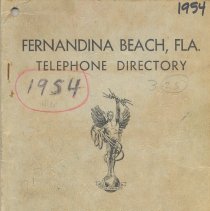 1954
FERNANDINA BEACH, FLA.
TELEPHONE DIRECTORY
1954